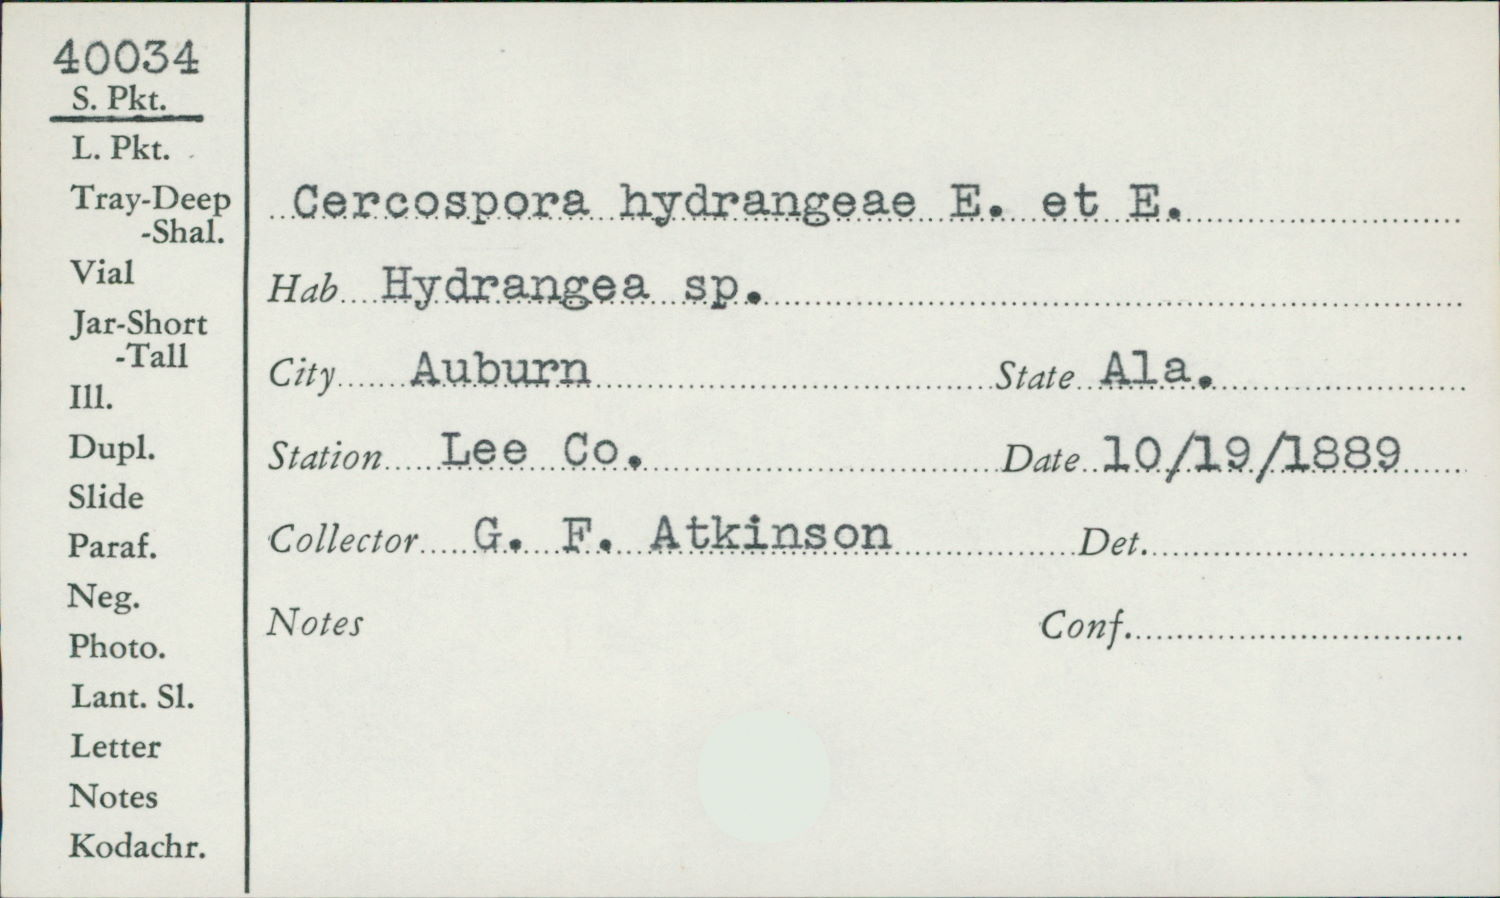 40034
S. Pkt.
L. Pkt.
Tray-Deep
-Shal.
Vial
Jar-Short
-Tall
Ill.
Dupl.
Slide
Paraf.
Neg.
Photo.
Lant. Sl.
Letter
Notes
Kodachr.
Cercospora hydrangeae E. et E.
Hab Hydrangea sp.
City Auburn State Ala.
Station Lee Co. Date 10/19/1889
Collector G. F. Atkinson Det.
Notes Conf.